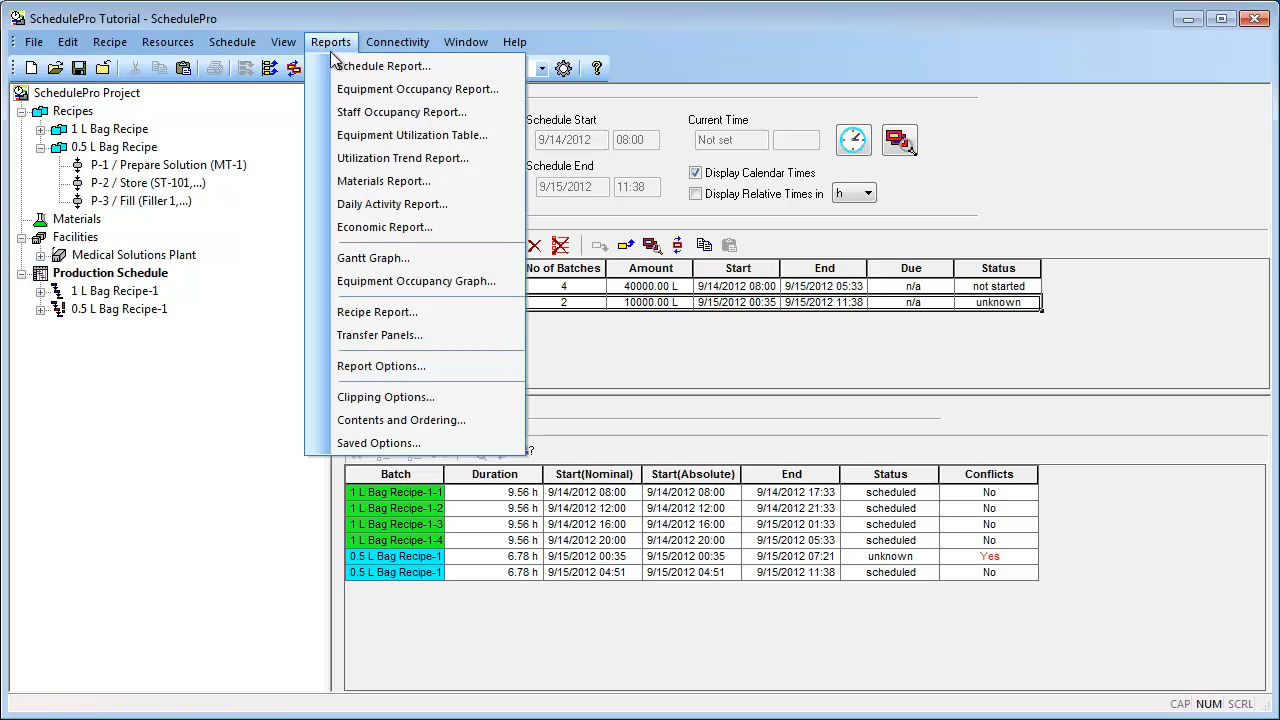 SchedulePro Tutorial - SchedulePro
File Edit Recipe Resources Schedule View Reports Connectivity Window Help
SchedulePro Project
Recipes
1 L Bag Recipe
0.5 L Bag Recipe
P-1 / Prepare Solution (MT-1)
P-2 / Store (ST-101,...)
P-3 / Fill (Filler1,...)
Materials
Facilities
Medical Solutions Plant
Production Schedule
1 L Bag Recipe-1
0.5 L Bag Recipe-1
Schedule Report...
Equipment Occupancy Report...
Staff Occupancy Report...
Equipment Utilization Table...
Utilization Trend Report...
Materials Report...
Daily Activity Report...
Economic Report...
Gantt Graph...
Equipment Occupancy Graph...
Recipe Report...
Transfer Panels...
Report Options...
Clipping Options...
Contents and Ordering...
Saved Options...
Schedule Start
9/14/2012 08:00
Schedule End
9/15/2012 11:38
Current Time
Not set
Display Calendar Times
Display Relative Times in h
No of Batches Amount Start End Due Status
4 40000.00 L 9/14/2012 08:00 9/15/2012 05:33 n/a not started
2 10000.00 L 9/15/2012 00:35 9/15/2012 11:38 n/a unknown
?
Batch Duration Start(Nominal) Start(Absolute) End Status Conflicts
1 L Bag Recipe-1-1 9.56 h 9/14/2012 08:00 9/14/2012 08:00 9/14/2012 17:33 scheduled No
1 L Bag Recipe-1-2 9.56 h 9/14/2012 12:00 9/14/2012 12:00 9/14/2012 21:33 scheduled No
1 L Bag Recipe-1-3 9.56 h 9/14/2012 16:00 9/14/2012 16:00 9/15/2012 01:33 scheduled No
1 L Bag Recipe-1-4 9.56 h 9/14/2012 20:00 9/14/2012 20:00 9/15/2012 05:33 scheduled No
0.5 L Bag Recipe-1 6.78 h 9/15/2012 00:35 9/15/2012 00:35 9/15/2012 07:21 unknown Yes
0.5 L Bag Recipe-1 6.78 h 9/15/2012 04:51 9/15/2012 04:51 9/15/2012 11:38 scheduled No
CAP NUM SCRL